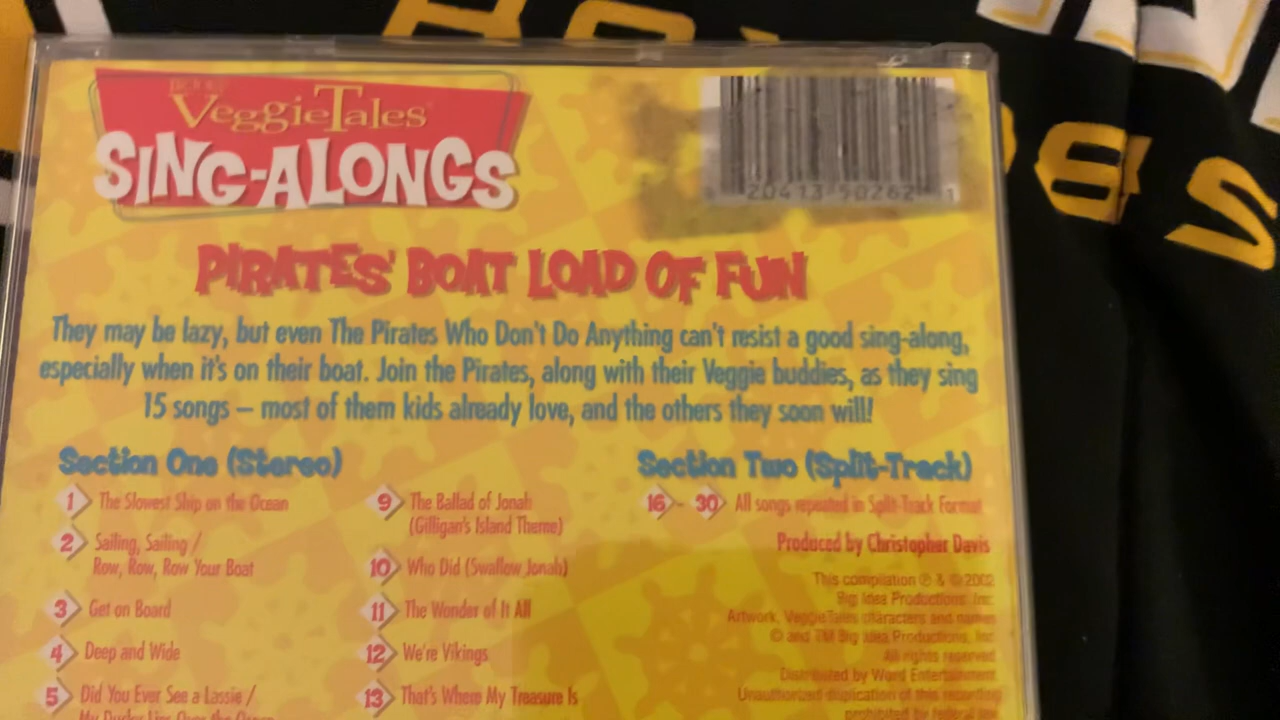 VeggieTales
SING-ALONGS
20413 50262 1
PIRATES' BOAT LOAD OF FUN
They may be lazy, but even The Pirates Who Don't Do Anything can't resist a good sing-along,
especially when it's on their boat. Join the Pirates, along with their Veggie buddies, as they sing
15 songs – most of them kids already love, and the others they soon will!
Section One (Stereo)
1 The Slowest Ship on the Ocean
2 Sailing, Sailing /
Row, Row, Row Your Boat
3 Get on Board
4 Deep and Wide
5 Did You Ever See a Lassie /
9 The Ballad of Jonah
(Gilligan's Island Theme)
10 Who Did (Swallow Jonah)
11 The Wonder of It All
12 We're Vikings
13 That's Where My Treasure Is
Section Two (Split-Track)
16 - 30 All songs repeated in Split-Track Format
Produced by Christopher Davis
This compilation ℗ & © 2002
Big Idea Productions, Inc.
Artwork, VeggieTales characters and names
© and TM Big Idea Productions, Inc.
All rights reserved.
Distributed by Word Entertainment.
Unauthorized duplication of this recording
prohibited by federal law